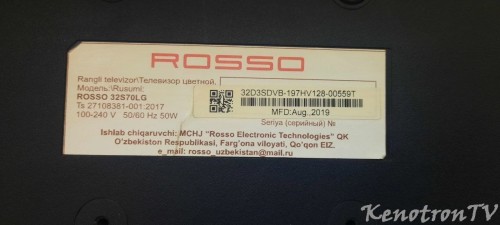 ROSSO
Rangli televizor\Телевизор цветной,
Модель:\Rusumi:
ROSSO 32S70LG
Ts 27108381-001:2017
100-240 V 50/60 Hz 50W
32D3SDVB-197HV128-00559T
MFD:Aug.,2019
Seriya (серийный) №
Ishlab chiqaruvchi: MCHJ "Rosso Electronic Technologies" QK
O'zbekiston Respublikasi, Farg'ona viloyati, Qo'qon EIZ.
e_mail: rosso_uzbekistan@mail.ru
KenotronTV